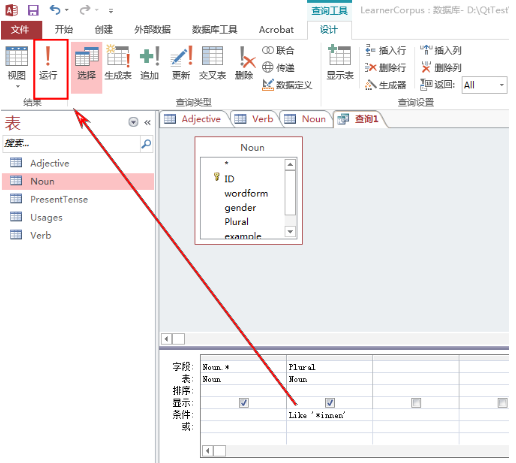 查询工具
LearnerCorpus : 数据库- D:\QtTest
文件 开始 创建 外部数据 数据库工具 Acrobat 设计
视图 运行 选择 生成表 追加 更新 交叉表 删除 联合 传递 数据定义 显示表 插入行 删除行 生成器 插入列 删除列 返回: All
结果 查询类型 查询设置
表
搜索...
Adjective
Noun
PresentTense
Usages
Verb
Adjective Verb Noun 查询1
Noun
*
ID
wordform
gender
Plural
example
字段: Noun.* Plural
表: Noun Noun
排序:
显示:
条件: Like '*innen'
或: